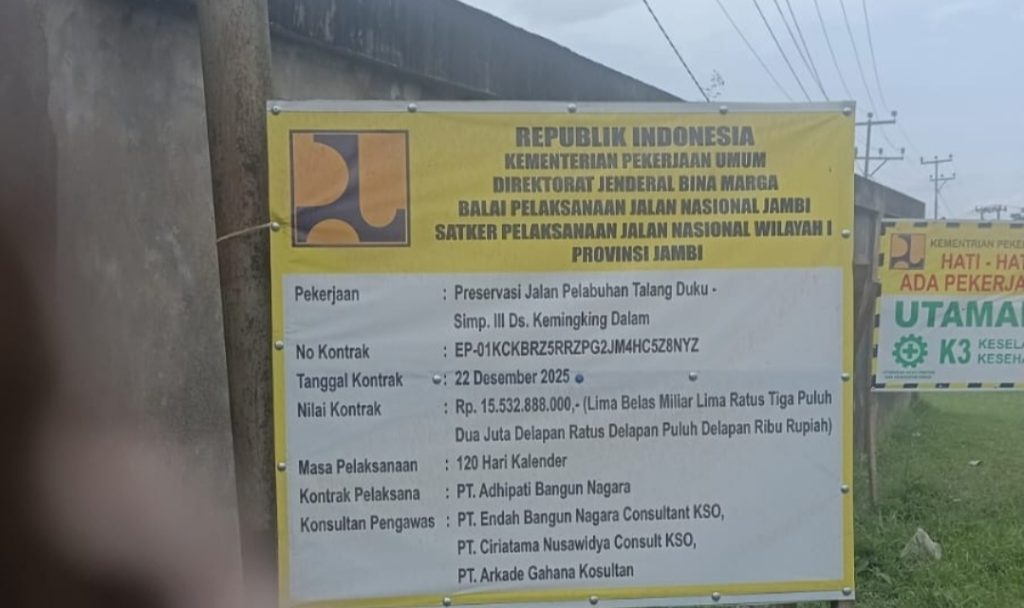 REPUBLIK INDONESIA
KEMENTERIAN PEKERJAAN UMUM
DIREKTORAT JENDERAL BINA MARGA
BALAI PELAKSANAAN JALAN NASIONAL JAMBI
SATKER PELAKSANAAN JALAN NASIONAL WILAYAH I
PROVINSI JAMBI
Pekerjaan : Preservasi Jalan Pelabuhan Talang Duku -
Simp. III Ds. Kemingking Dalam
No Kontrak : EP-01KCKBRZ5RRZPG2JM4HC5Z8NYZ
Tanggal Kontrak : 22 Desember 2025
Nilai Kontrak : Rp. 15.532.888.000,- (Lima Belas Miliar Lima Ratus Tiga Puluh
Dua Juta Delapan Ratus Delapan Puluh Delapan Ribu Rupiah)
Masa Pelaksanaan : 120 Hari Kalender
Kontrak Pelaksana : PT. Adhipati Bangun Nagara
Konsultan Pengawas : PT. Endah Bangun Nagara Consultant KSO,
PT. Ciriatama Nusawidya Consult KSO,
PT. Arkade Gahana Kosultan
KEMENTRIAN PEKE
HATI - HAT
ADA PEKERJA
UTAMA
K3 KESELA
KESEHA